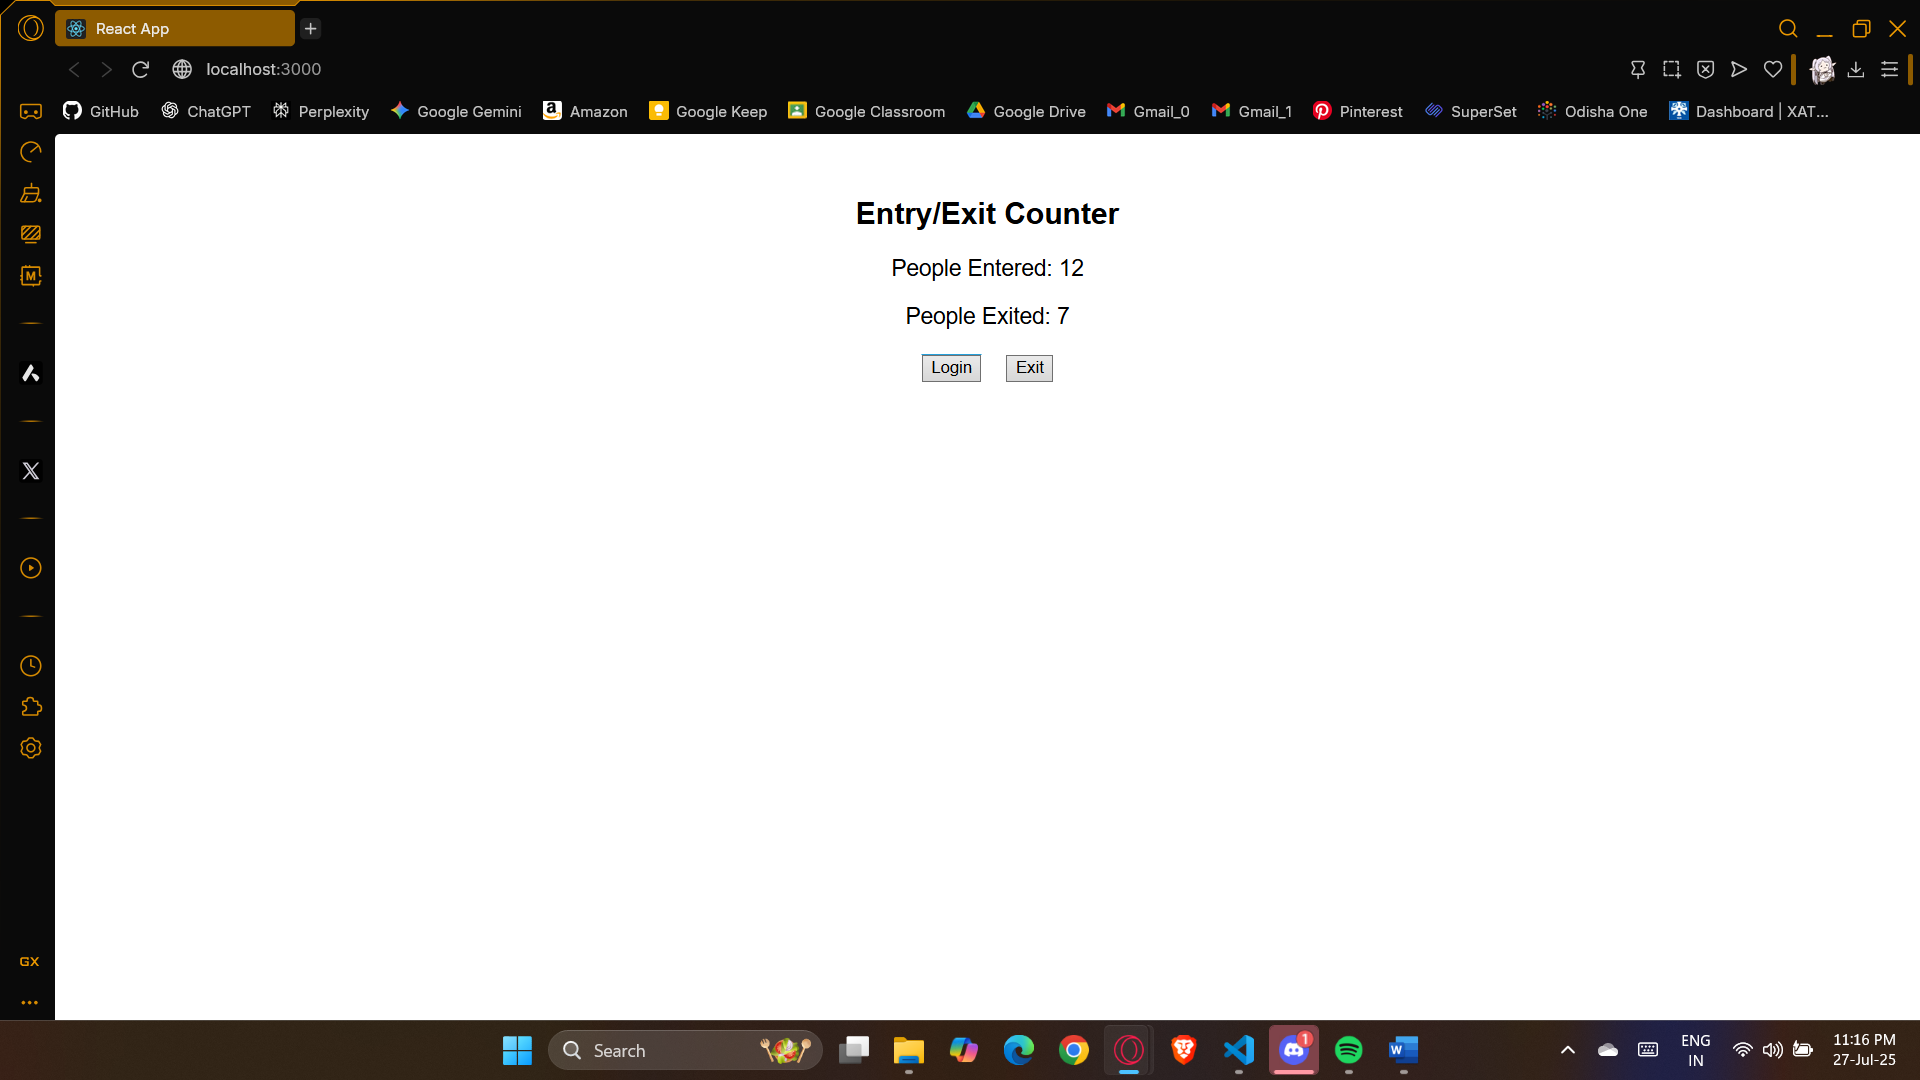 React App
localhost:3000
GitHub ChatGPT Perplexity Google Gemini Amazon Google Keep Google Classroom Google Drive Gmail_0 Gmail_1 Pinterest SuperSet Odisha One Dashboard | XAT...
Entry/Exit Counter
People Entered: 12
People Exited: 7
Login Exit
GX
Search
1
ENG
IN
11:16 PM
27-Jul-25